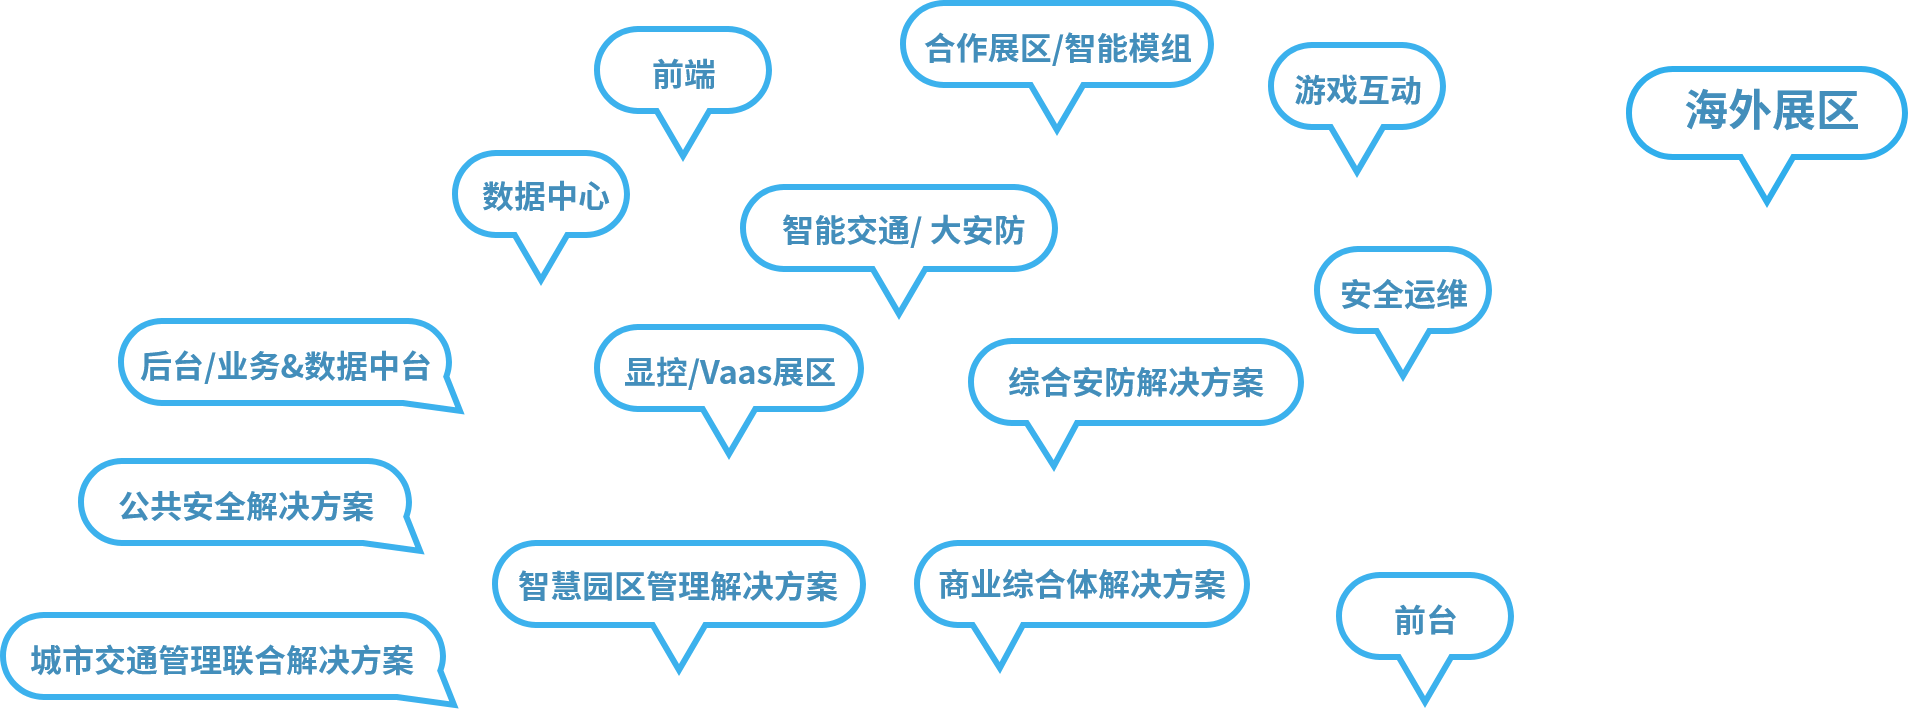 合作展区/智能模组
前端
游戏互动
海外展区
数据中心
智能交通/ 大安防
安全运维
后台/业务&数据中台
显控/Vaas展区
综合安防解决方案
公共安全解决方案
智慧园区管理解决方案
商业综合体解决方案
前台
城市交通管理联合解决方案